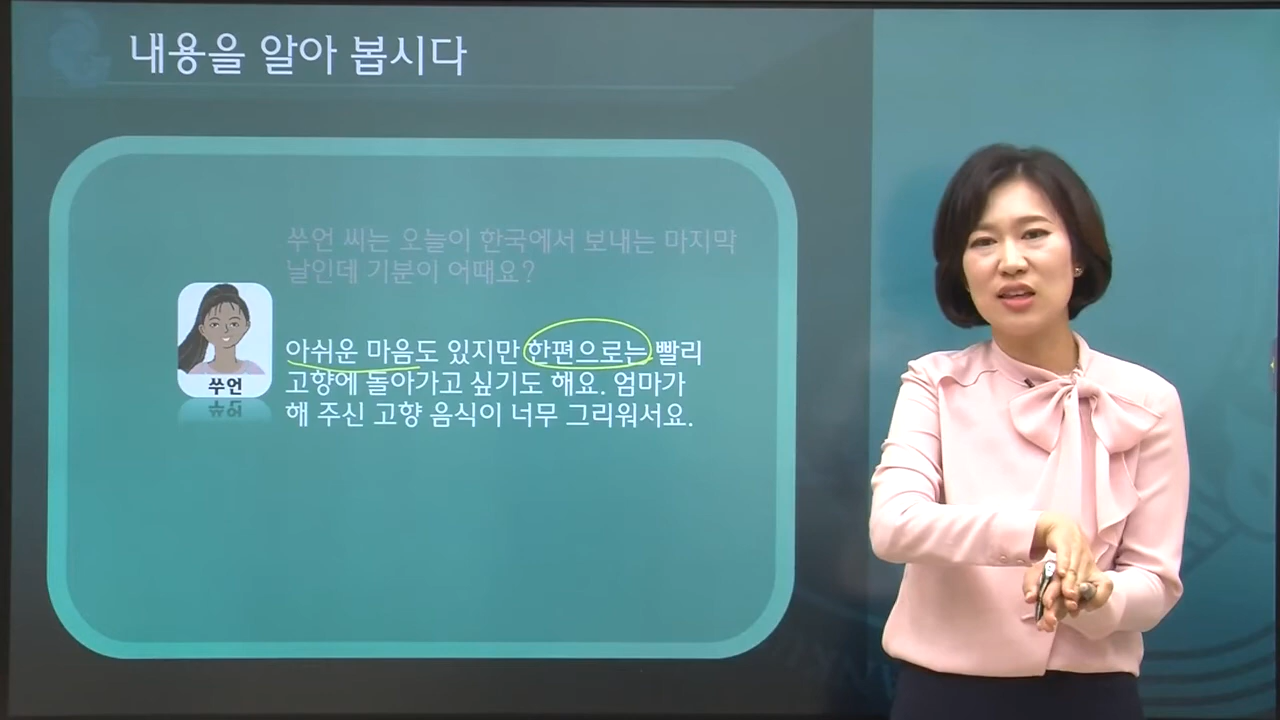 내용을 알아 봅시다
쑤언 씨는 오늘이 한국에서 보내는 마지막
날인데 기분이 어때요?
아쉬운 마음도 있지만 한편으로는 빨리
고향에 돌아가고 싶기도 해요. 엄마가
해 주신 고향 음식이 너무 그리워서요.
쑤언